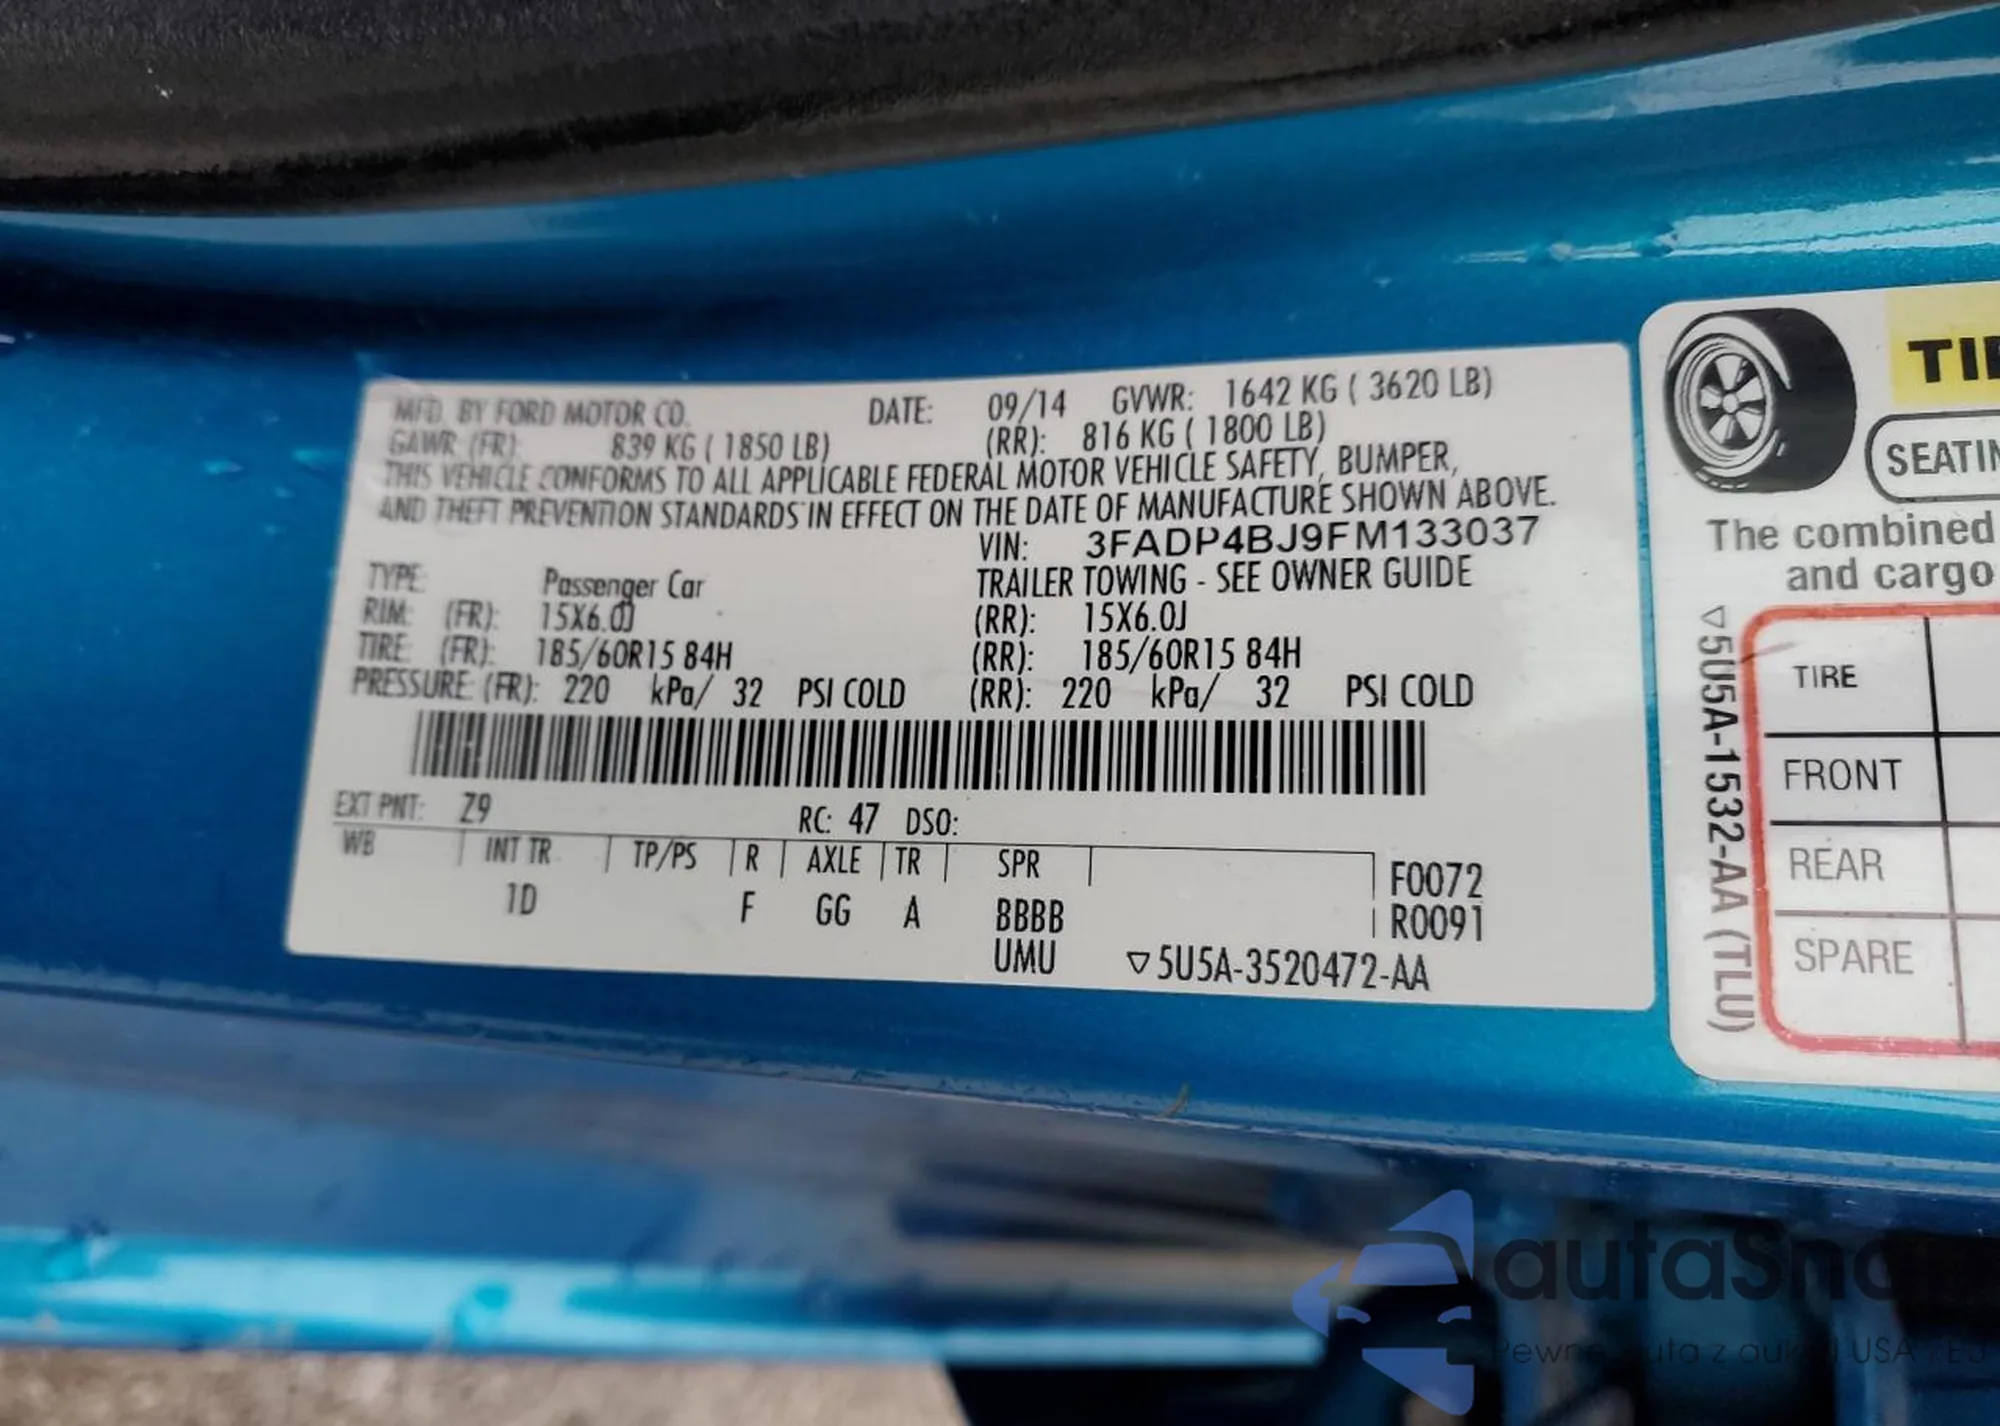 MFD. BY FORD MOTOR CO. DATE: 09/14 GVWR: 1642 KG ( 3620 LB)
GAWR (FR): 839 KG ( 1850 LB) (RR): 816 KG ( 1800 LB)
THIS VEHICLE CONFORMS TO ALL APPLICABLE FEDERAL MOTOR VEHICLE SAFETY, BUMPER,
AND THEFT PREVENTION STANDARDS IN EFFECT ON THE DATE OF MANUFACTURE SHOWN ABOVE.
VIN: 3FADP4BJ9FM133037
TYPE: Passenger Car TRAILER TOWING - SEE OWNER GUIDE
RIM: (FR): 15X6.0J (RR): 15X6.0J
TIRE: (FR): 185/60R15 84H (RR): 185/60R15 84H
PRESSURE: (FR): 220 kPa/ 32 PSI COLD (RR): 220 kPa/ 32 PSI COLD
EXT PNT: Z9 RC: 47 DSO:
WB INT TR TP/PS R AXLE TR SPR F0072
1D F GG A BBBB R0091
UMU ▽5U5A-3520472-AA
TI
SEATIN
The combined
and cargo
▽5U5A-1532-AA (TLU)
TIRE
FRONT
REAR
SPARE
autaSn
Pewne auta z aukcji USA